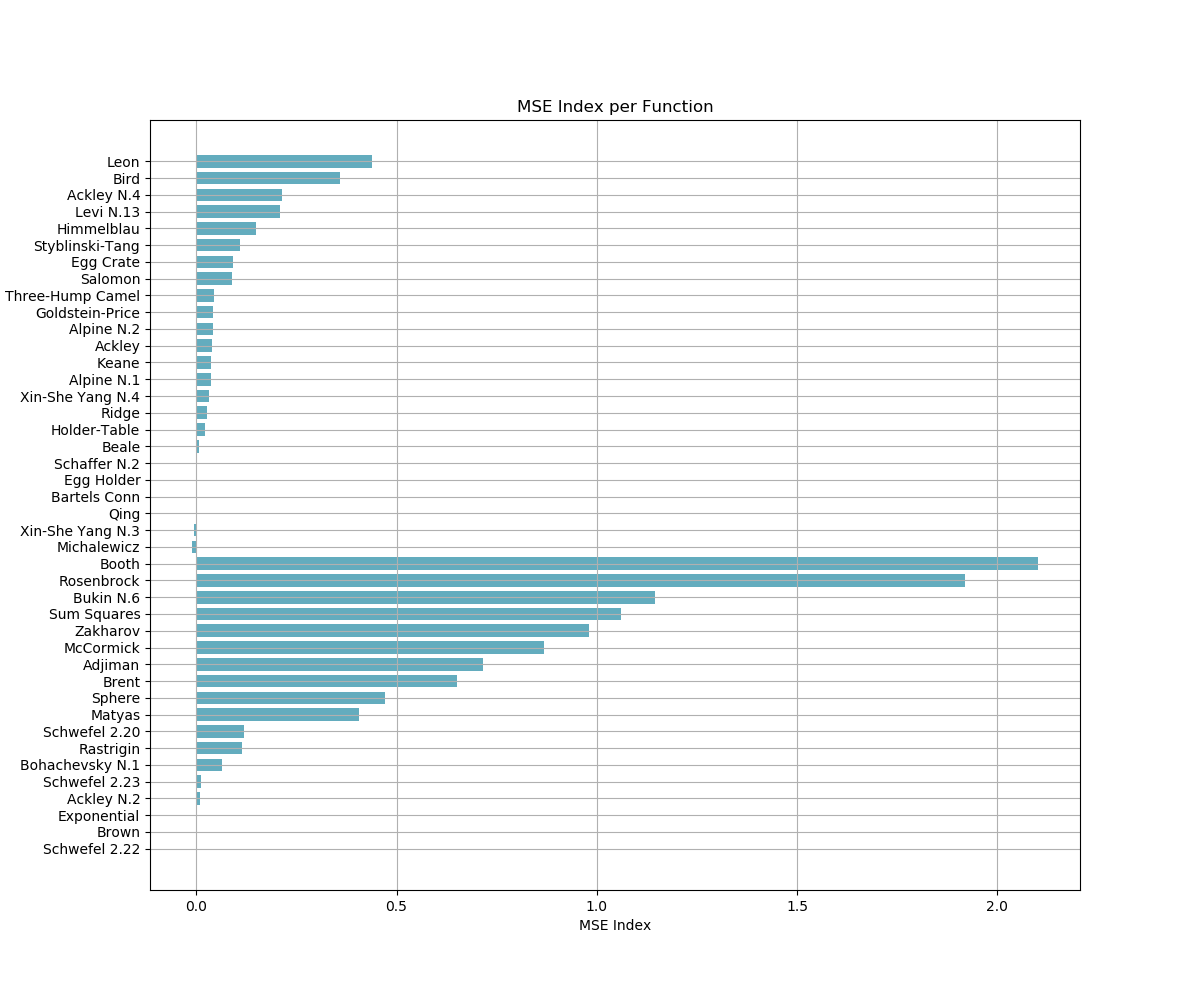 MSE Index per Function
Leon
Bird
Ackley N.4
Levi N.13
Himmelblau
Styblinski-Tang
Egg Crate
Salomon
Three-Hump Camel
Goldstein-Price
Alpine N.2
Ackley
Keane
Alpine N.1
Xin-She Yang N.4
Ridge
Holder-Table
Beale
Schaffer N.2
Egg Holder
Bartels Conn
Qing
Xin-She Yang N.3
Michalewicz
Booth
Rosenbrock
Bukin N.6
Sum Squares
Zakharov
McCormick
Adjiman
Brent
Sphere
Matyas
Schwefel 2.20
Rastrigin
Bohachevsky N.1
Schwefel 2.23
Ackley N.2
Exponential
Brown
Schwefel 2.22
0.0 0.5 1.0 1.5 2.0
MSE Index